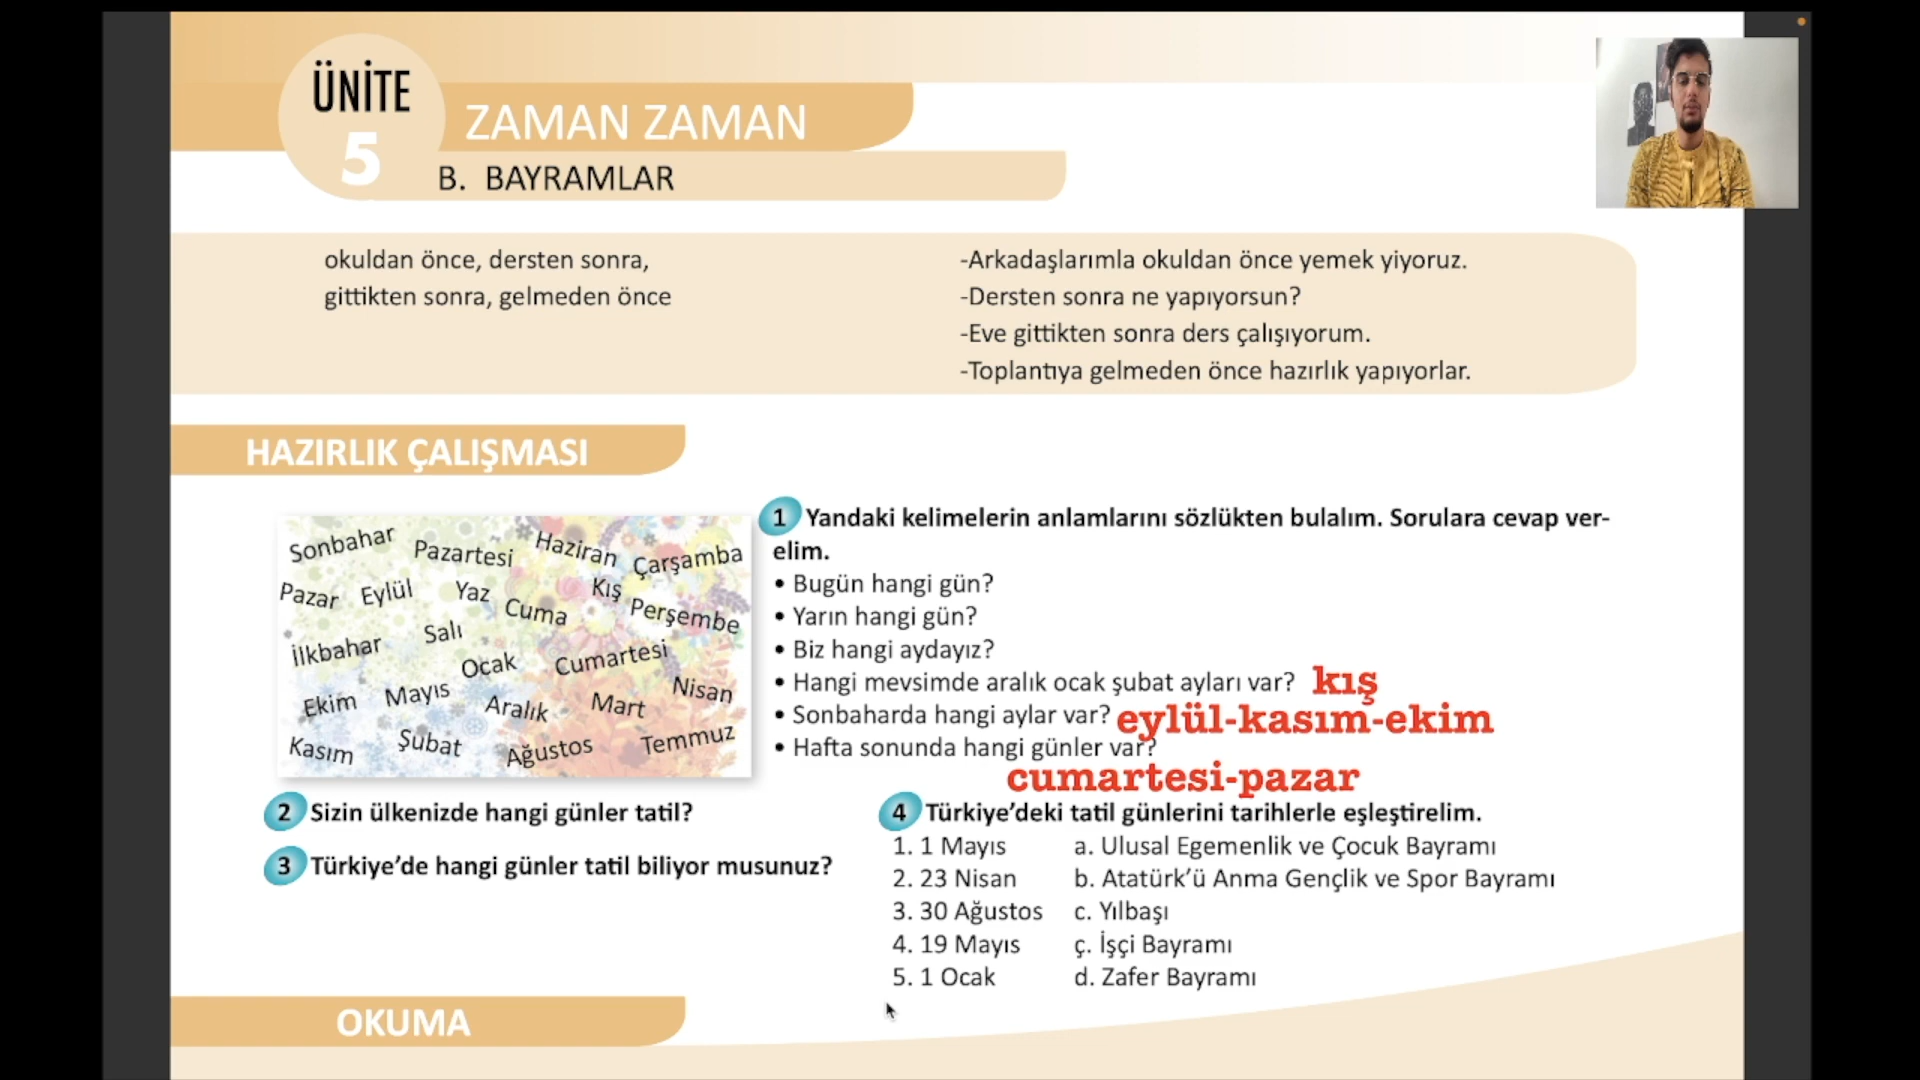 ÜNİTE
5
ZAMAN ZAMAN
B. BAYRAMLAR
okuldan önce, dersten sonra,
gittikten sonra, gelmeden önce
-Arkadaşlarımla okuldan önce yemek yiyoruz.
-Dersten sonra ne yapıyorsun?
-Eve gittikten sonra ders çalışıyorum.
-Toplantıya gelmeden önce hazırlık yapıyorlar.
HAZIRLIK ÇALIŞMASI
Sonbahar Pazartesi Haziran Çarşamba
Pazar Eylül Yaz Cuma Kış Perşembe
İlkbahar Salı Ocak Cumartesi
Ekim Mayıs Aralık Mart Nisan
Kasım Şubat Ağustos Temmuz
1 Yandaki kelimelerin anlamlarını sözlükten bulalım. Sorulara cevap ver-
elim.
• Bugün hangi gün?
• Yarın hangi gün?
• Biz hangi aydayız?
• Hangi mevsimde aralık ocak şubat ayları var? kış
• Sonbaharda hangi aylar var? eylül-kasım-ekim
• Hafta sonunda hangi günler var?
cumartesi-pazar
2 Sizin ülkenizde hangi günler tatil?
3 Türkiye'de hangi günler tatil biliyor musunuz?
4 Türkiye'deki tatil günlerini tarihlerle eşleştirelim.
1. 1 Mayıs a. Ulusal Egemenlik ve Çocuk Bayramı
2. 23 Nisan b. Atatürk'ü Anma Gençlik ve Spor Bayramı
3. 30 Ağustos c. Yılbaşı
4. 19 Mayıs ç. İşçi Bayramı
5. 1 Ocak d. Zafer Bayramı
OKUMA